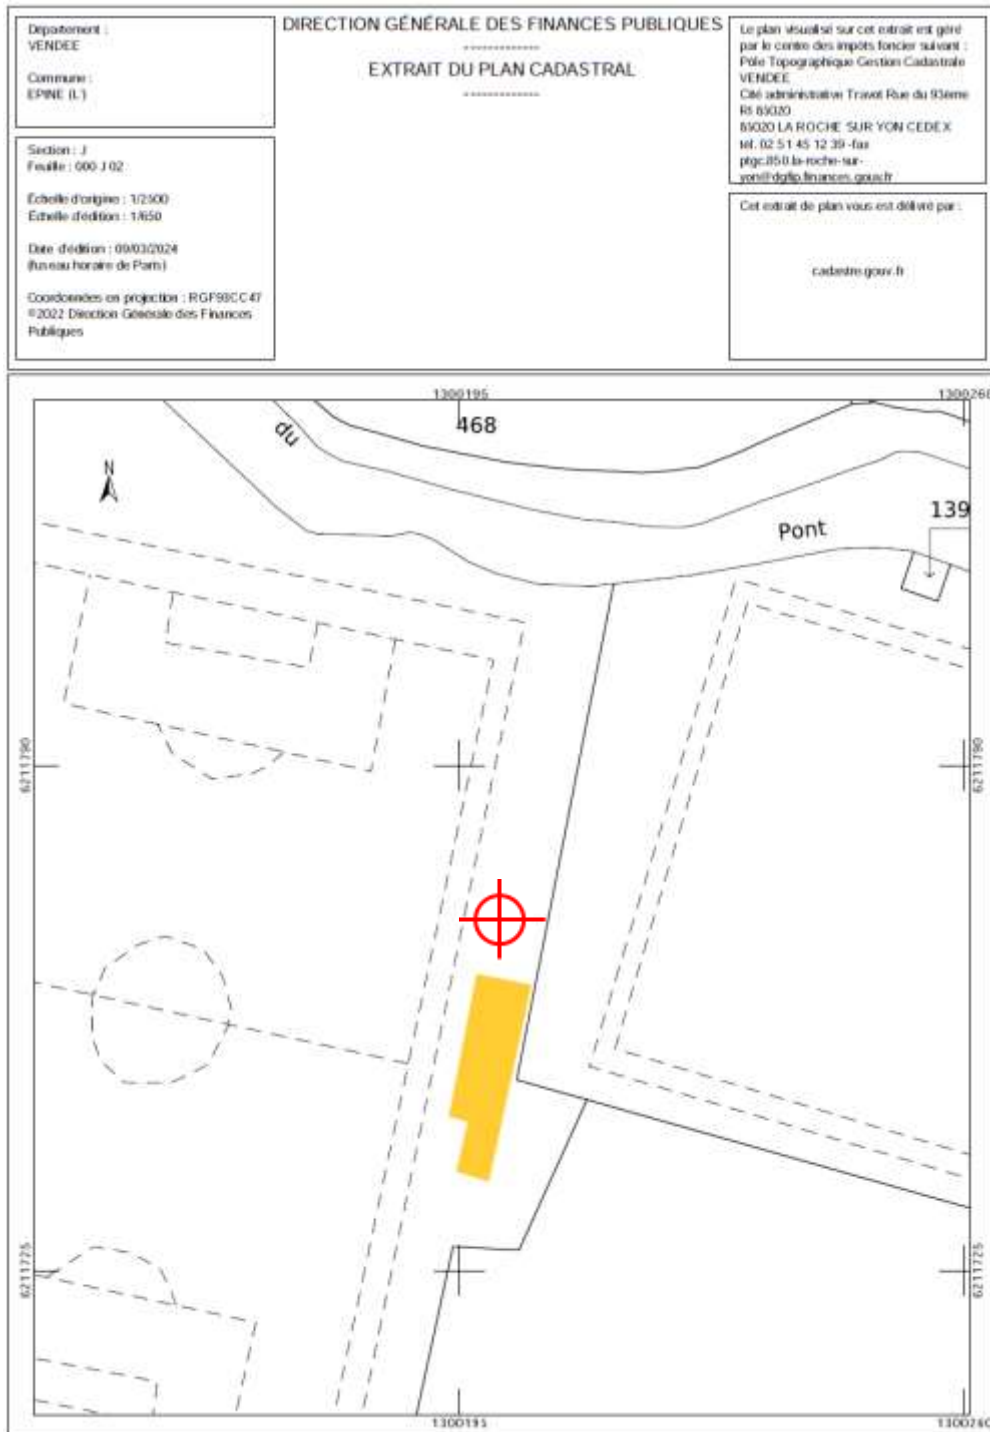 Département :
VENDEE
Commune :
EPINE (L')
Section : J
Feuille : 000 J 02
Échelle d'origine : 1/2500
Échelle d'édition : 1/650
Date d'édition : 09/03/2024
(fuseau horaire de Paris)
Coordonnées en projection : RGF93CC47
©2022 Direction Générale des Finances
Publiques
DIRECTION GÉNÉRALE DES FINANCES PUBLIQUES
-------------
EXTRAIT DU PLAN CADASTRAL
-------------
Le plan visualisé sur cet extrait est géré
par le centre des impôts foncier suivant :
Pôle Topographique Gestion Cadastrale
VENDEE
Cité administrative Travot Rue du 93ème
RI 85020
85020 LA ROCHE SUR YON CEDEX
tél. 02 51 45 12 39 -fax
ptgc.850.la-roche-sur-
yon@dgfip.finances.gouv.fr
Cet extrait de plan vous est délivré par :
cadastre.gouv.fr
1300195
1300260
468
du
N
139
Pont
6211790
6211790
6211725
6211725
1300195
1300260